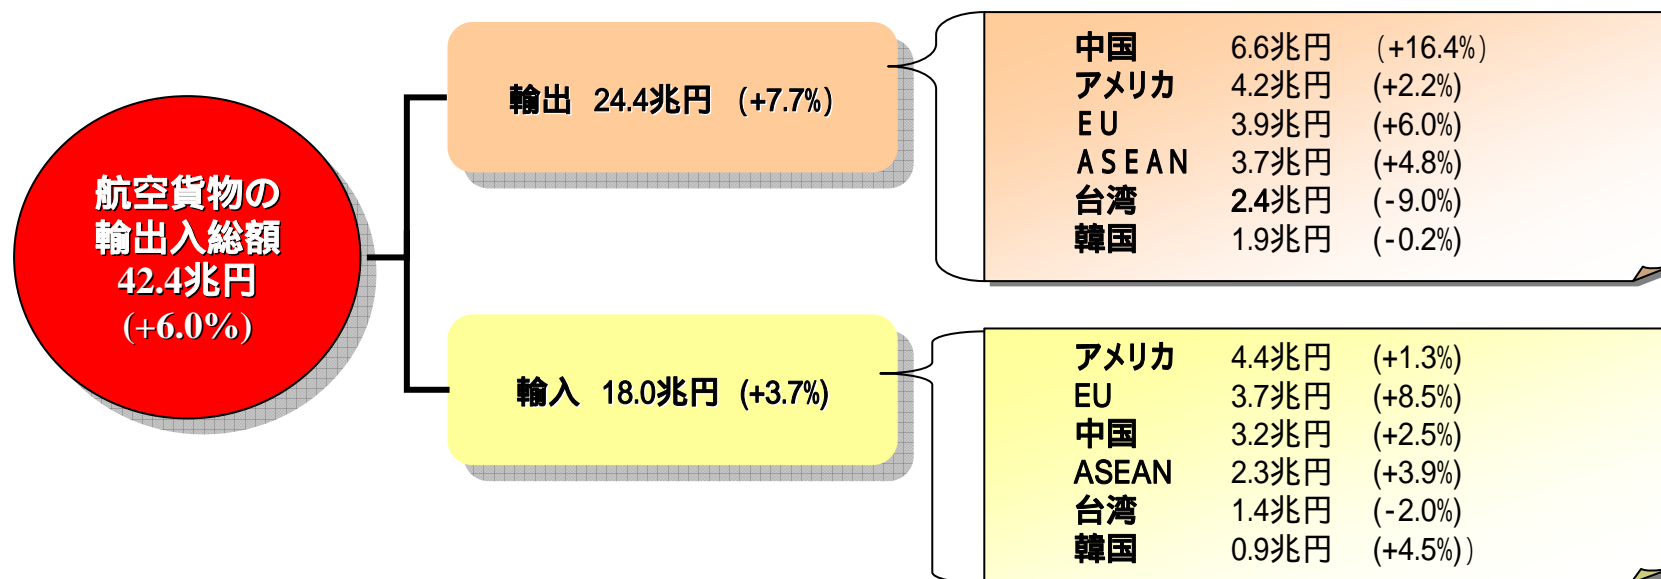 航空貨物の
輸出入総額
42.4兆円
(+6.0%)
輸出 24.4兆円 (+7.7%)
中国 6.6兆円 (+16.4%)
アメリカ 4.2兆円 (+2.2%)
ＥＵ 3.9兆円 (+6.0%)
ＡＳＥＡＮ 3.7兆円 (+4.8%)
台湾 2.4兆円 (-9.0%)
韓国 1.9兆円 (-0.2%)
輸入 18.0兆円 (+3.7%)
アメリカ 4.4兆円 (+1.3%)
EU 3.7兆円 (+8.5%)
中国 3.2兆円 (+2.5%)
ASEAN 2.3兆円 (+3.9%)
台湾 1.4兆円 (-2.0%)
韓国 0.9兆円 (+4.5%))